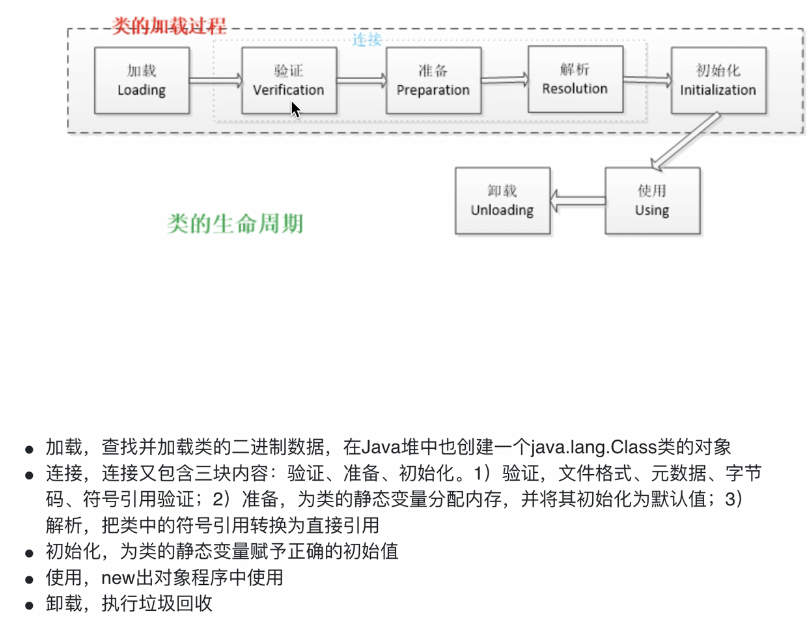 类的加载过程
连接
加载
Loading
验证
Verification
准备
Preparation
解析
Resolution
初始化
Initialization
卸载
Unloading
使用
Using
类的生命周期
• 加载，查找并加载类的二进制数据，在Java堆中也创建一个java.lang.Class类的对象
• 连接，连接又包含三块内容：验证、准备、初始化。1）验证，文件格式、元数据、字节
码、符号引用验证；2）准备，为类的静态变量分配内存，并将其初始化为默认值；3）
解析，把类中的符号引用转换为直接引用
• 初始化，为类的静态变量赋予正确的初始值
• 使用，new出对象程序中使用
• 卸载，执行垃圾回收